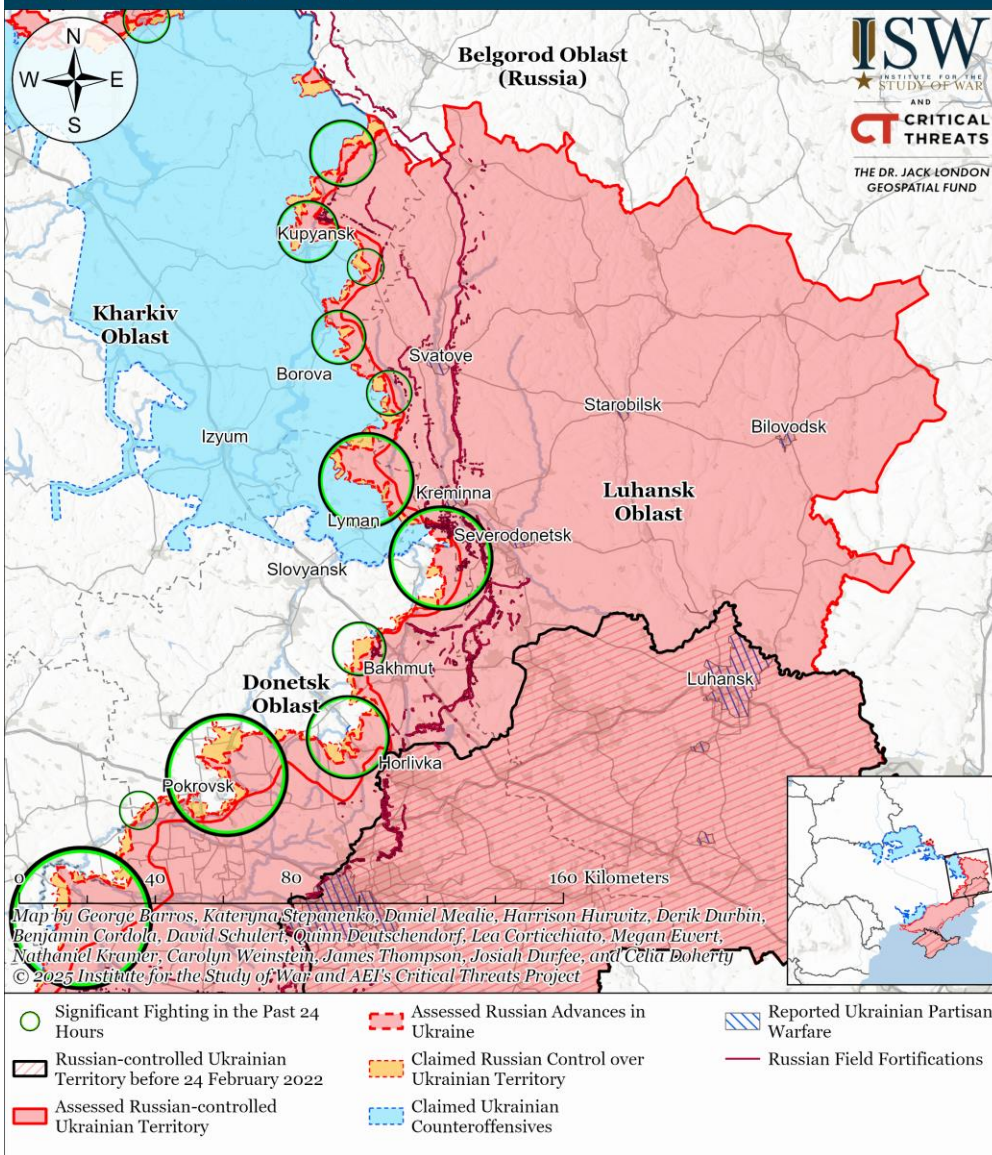 N
W
E
S
Belgorod Oblast
(Russia)
ISW
INSTITUTE FOR THE
STUDY OF WAR
AND
CT CRITICAL
THREATS
THE DR. JACK LONDON
GEOSPATIAL FUND
Kupyansk
Kharkiv
Oblast
Svatove
Borova
Starobilsk
Bilovodsk
Izyum
Kreminna
Luhansk
Oblast
Lyman
Severodonetsk
Slovyansk
Bakhmut
Luhansk
Donetsk
Oblast
Horlivka
Pokrovsk
0 40 80 160 Kilometers
Map by George Barros, Kateryna Stepanenko, Daniel Mealie, Harrison Hurwitz, Derik Durbin,
Benjamin Cordola, David Schulert, Quinn Deutschendorf, Lea Corticchiato, Megan Ewert,
Nathaniel Kramer, Carolyn Weinstein, James Thompson, Josiah Durfee, and Celia Doherty
© 2025 Institute for the Study of War and AEI's Critical Threats Project
Significant Fighting in the Past 24
Hours
Russian-controlled Ukrainian
Territory before 24 February 2022
Assessed Russian-controlled
Ukrainian Territory
Assessed Russian Advances in
Ukraine
Claimed Russian Control over
Ukrainian Territory
Claimed Ukrainian
Counteroffensives
Reported Ukrainian Partisan
Warfare
Russian Field Fortifications